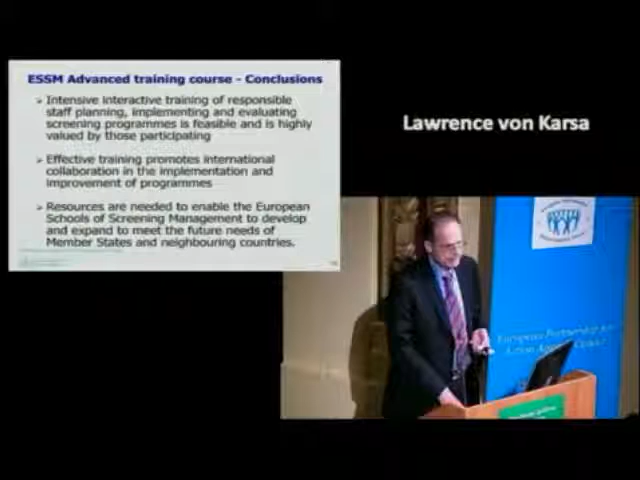 ESSM Advanced training course - Conclusions
➢ Intensive interactive training of responsible
staff planning, implementing and evaluating
screening programmes is feasible and is highly
valued by those participating
➢ Effective training promotes international
collaboration in the implementation and
improvement of programmes
➢ Resources are needed to enable the European
Schools of Screening Management to develop
and expand to meet the future needs of
Member States and neighbouring countries.
Lawrence von Karsa
European Partnership for
Action Against Cancer